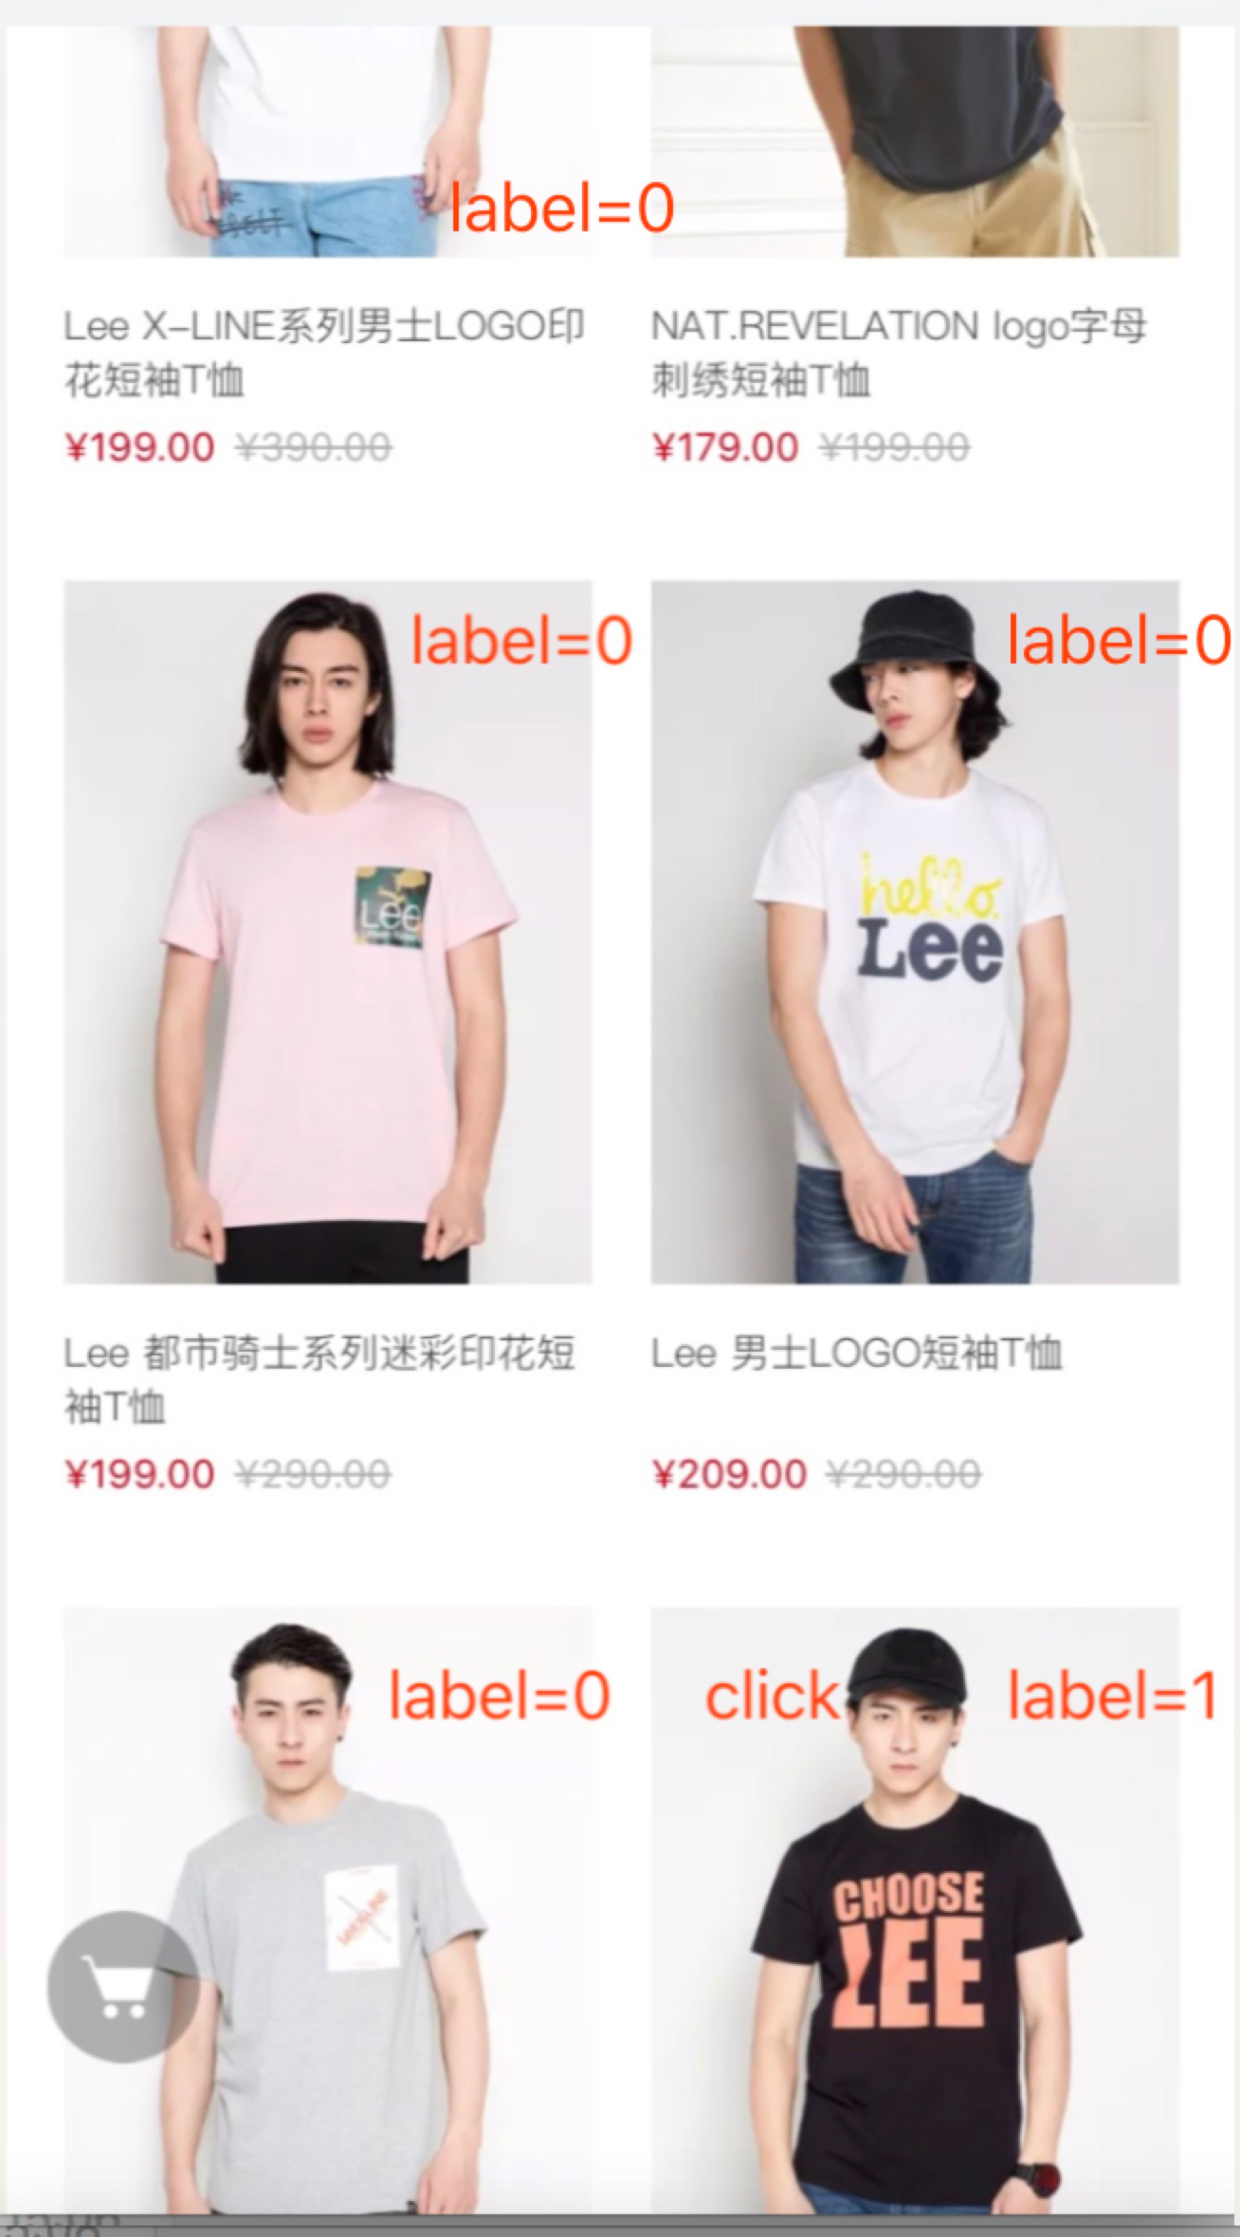 label=0
Lee X-LINE系列男士LOGO印
花短袖T恤
¥199.00 ¥390.00
NAT.REVELATION logo字母
刺绣短袖T恤
¥179.00 ¥199.00
label=0
Lee
label=0
hello.
Lee
Lee 都市骑士系列迷彩印花短
袖T恤
¥199.00 ¥290.00
Lee 男士LOGO短袖T恤
¥209.00 ¥290.00
label=0
click
label=1
CHOOSE
LEE